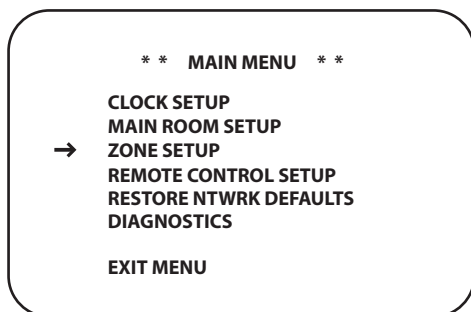 * * MAIN MENU * *
CLOCK SETUP
MAIN ROOM SETUP
→ ZONE SETUP
REMOTE CONTROL SETUP
RESTORE NTWRK DEFAULTS
DIAGNOSTICS
EXIT MENU